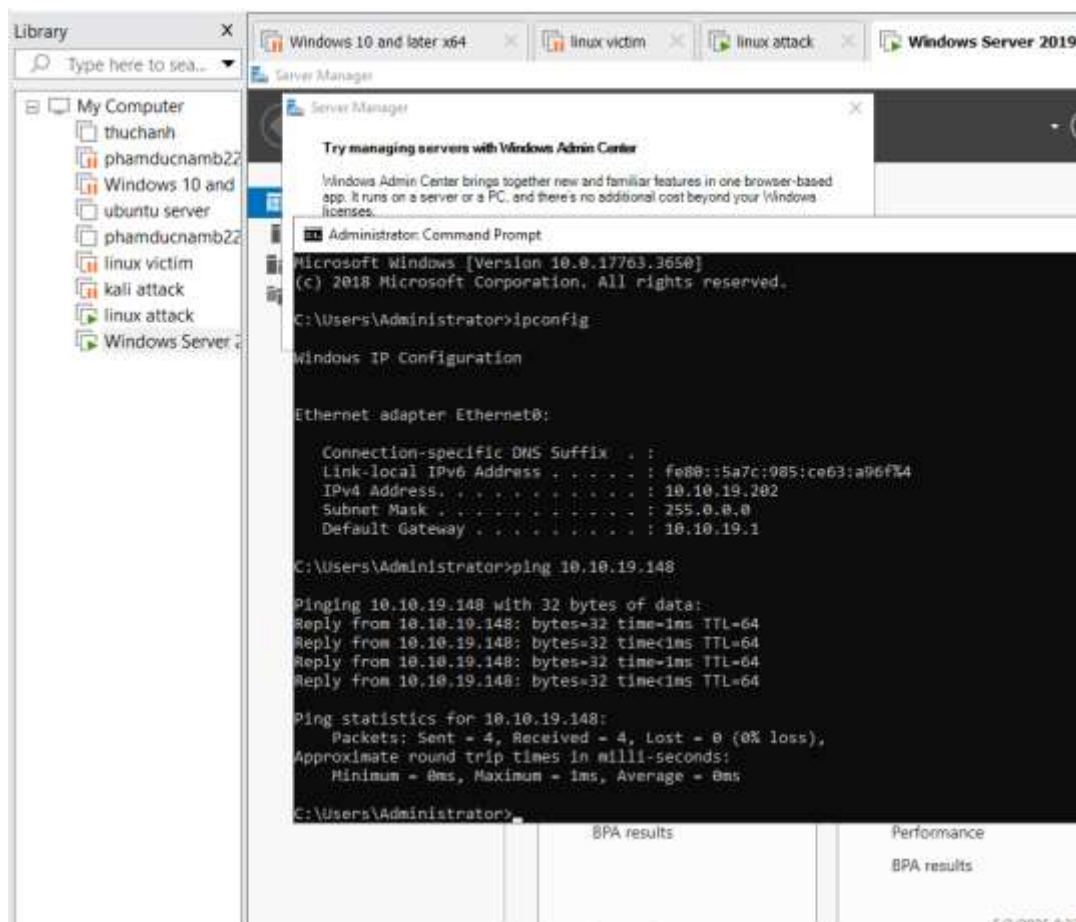 Library X
Type here to sea...
My Computer
thuchanh
phamducnamb22
Windows 10 and
ubuntu server
phamducnamb22
linux victim
kali attack
linux attack
Windows Server 2
Windows 10 and later x64
linux victim
linux attack
Windows Server 2019
Server Manager
Server Manager
Try managing servers with Windows Admin Center
Windows Admin Center brings together new and familiar features in one browser-based
app. It runs on a server or a PC, and there's no additional cost beyond your Windows
licenses.
Administrator: Command Prompt
Microsoft Windows [Version 10.0.17763.3650]
(c) 2018 Microsoft Corporation. All rights reserved.
C:\Users\Administrator>ipconfig
Windows IP Configuration
Ethernet adapter Ethernet0:
Connection-specific DNS Suffix . :
Link-local IPv6 Address . . . . . : fe80::5a7c:985:ce63:a96f%4
IPv4 Address. . . . . . . . . . . : 10.10.19.202
Subnet Mask . . . . . . . . . . . : 255.0.0.0
Default Gateway . . . . . . . . . : 10.10.19.1
C:\Users\Administrator>ping 10.10.19.148
Pinging 10.10.19.148 with 32 bytes of data:
Reply from 10.10.19.148: bytes=32 time=1ms TTL=64
Reply from 10.10.19.148: bytes=32 time<1ms TTL=64
Reply from 10.10.19.148: bytes=32 time<1ms TTL=64
Reply from 10.10.19.148: bytes=32 time<1ms TTL=64
Ping statistics for 10.10.19.148:
Packets: Sent = 4, Received = 4, Lost = 0 (0% loss),
Approximate round trip times in milli-seconds:
Minimum = 0ms, Maximum = 1ms, Average = 0ms
C:\Users\Administrator>
BPA results
Performance
BPA results